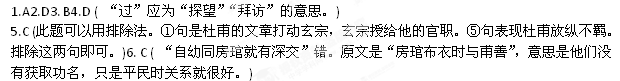 1.A2.D3.B4.D（ “过”应为“探望”“拜访”的意思。）
5.C(此题可以用排除法。①句是杜甫的文章打动玄宗，玄宗授给他的官职。⑤句表现杜甫放纵不羁。
排除这两句即可。)6. C（ “自幼同房琯就有深交”错。原文是“房琯布衣时与甫善”，意思是他们没
有获取功名，只是平民时关系就很好。）